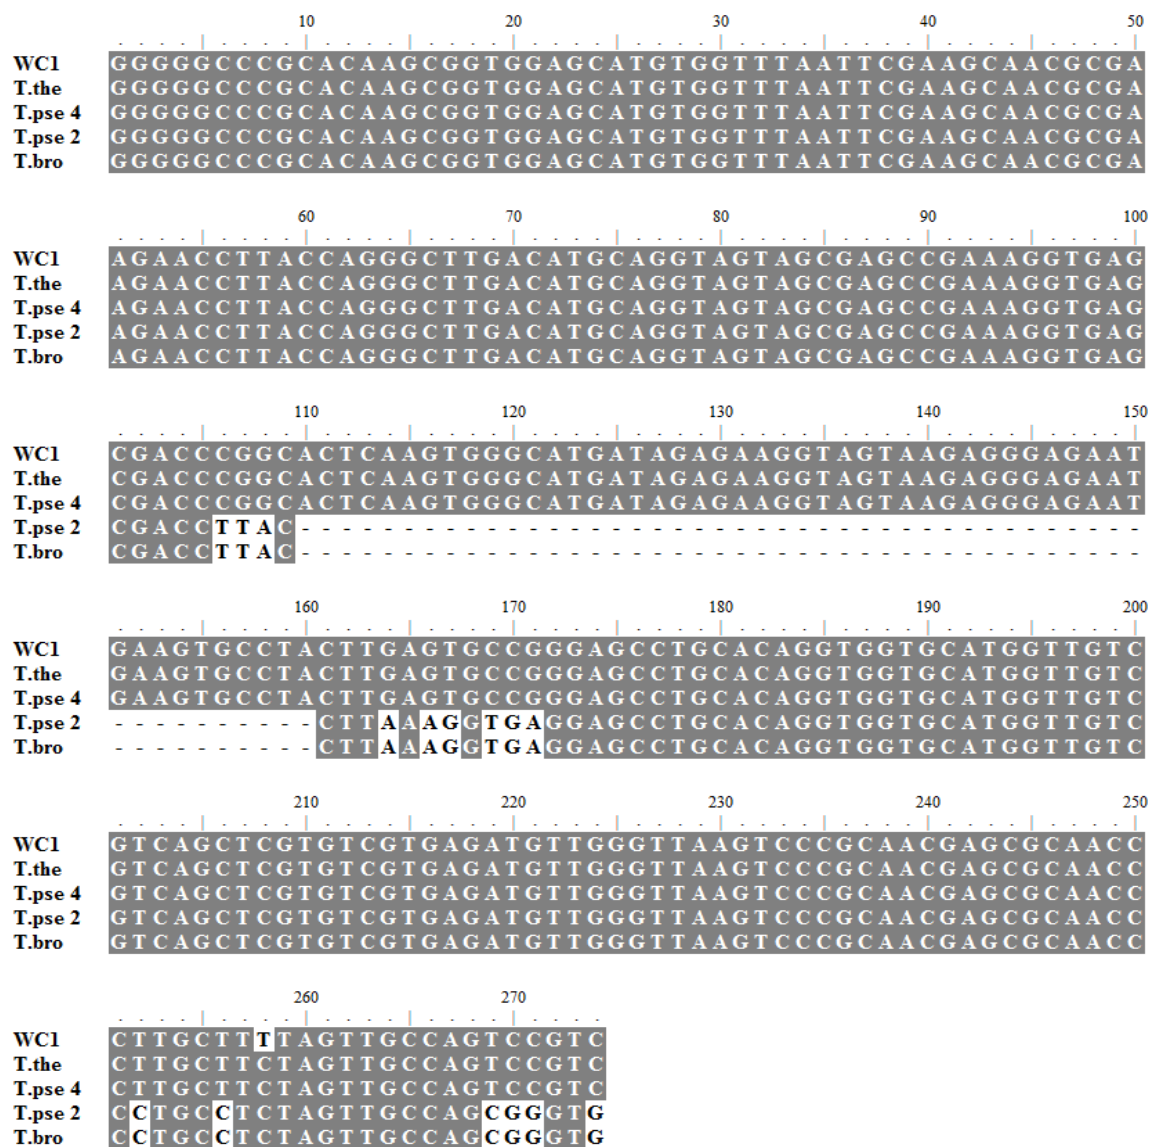 10 20 30 40 50
WC1 GGGGGCCCGCACAAGCGGTGGAGCATGTGGTTTAATTCGAAGCAACGCGA
T.the GGGGGCCCGCACAAGCGGTGGAGCATGTGGTTTAATTCGAAGCAACGCGA
T.pse 4 GGGGGCCCGCACAAGCGGTGGAGCATGTGGTTTAATTCGAAGCAACGCGA
T.pse 2 GGGGGCCCGCACAAGCGGTGGAGCATGTGGTTTAATTCGAAGCAACGCGA
T.bro GGGGGCCCGCACAAGCGGTGGAGCATGTGGTTTAATTCGAAGCAACGCGA
60 70 80 90 100
WC1 AGAACCTTACCAGGGCTTGACATGCAGGTAGTAGCGAGCCGAAAGGTGAG
T.the AGAACCTTACCAGGGCTTGACATGCAGGTAGTAGCGAGCCGAAAGGTGAG
T.pse 4 AGAACCTTACCAGGGCTTGACATGCAGGTAGTAGCGAGCCGAAAGGTGAG
T.pse 2 AGAACCTTACCAGGGCTTGACATGCAGGTAGTAGCGAGCCGAAAGGTGAG
T.bro AGAACCTTACCAGGGCTTGACATGCAGGTAGTAGCGAGCCGAAAGGTGAG
110 120 130 140 150
WC1 CGACCCGGCACTCAAGTGGGCATGATAGAGAAGGTAGTAAGAGGGAGAAT
T.the CGACCCGGCACTCAAGTGGGCATGATAGAGAAGGTAGTAAGAGGGAGAAT
T.pse 4 CGACCCGGCACTCAAGTGGGCATGATAGAGAAGGTAGTAAGAGGGAGAAT
T.pse 2 CGACCTTAC-----------------------------------------
T.bro CGACCTTAC-----------------------------------------
160 170 180 190 200
WC1 GAAGTGCCTACTTGAGTGCCGGGAGCCTGCACAGGTGGTGCATGGTTGTC
T.the GAAGTGCCTACTTGAGTGCCGGGAGCCTGCACAGGTGGTGCATGGTTGTC
T.pse 4 GAAGTGCCTACTTGAGTGCCGGGAGCCTGCACAGGTGGTGCATGGTTGTC
T.pse 2 ----------CTTAAAGGTGAGGAGCCTGCACAGGTGGTGCATGGTTGTC
T.bro ----------CTTAAAGGTGAGGAGCCTGCACAGGTGGTGCATGGTTGTC
210 220 230 240 250
WC1 GTCAGCTCGTGTCGTGAGATGTTGGGTTAAGTCCCGCAACGAGCGCAACC
T.the GTCAGCTCGTGTCGTGAGATGTTGGGTTAAGTCCCGCAACGAGCGCAACC
T.pse 4 GTCAGCTCGTGTCGTGAGATGTTGGGTTAAGTCCCGCAACGAGCGCAACC
T.pse 2 GTCAGCTCGTGTCGTGAGATGTTGGGTTAAGTCCCGCAACGAGCGCAACC
T.bro GTCAGCTCGTGTCGTGAGATGTTGGGTTAAGTCCCGCAACGAGCGCAACC
260 270
WC1 CTTGCTTTTAGTTGCCAGTCCGTC
T.the CTTGCTTCTAGTTGCCAGTCCGTC
T.pse 4 CTTGCTTCTAGTTGCCAGTCCGTC
T.pse 2 CCTGCCTCTAGTTGCCAGCGGGTG
T.bro CCTGCCTCTAGTTGCCAGCGGGTG